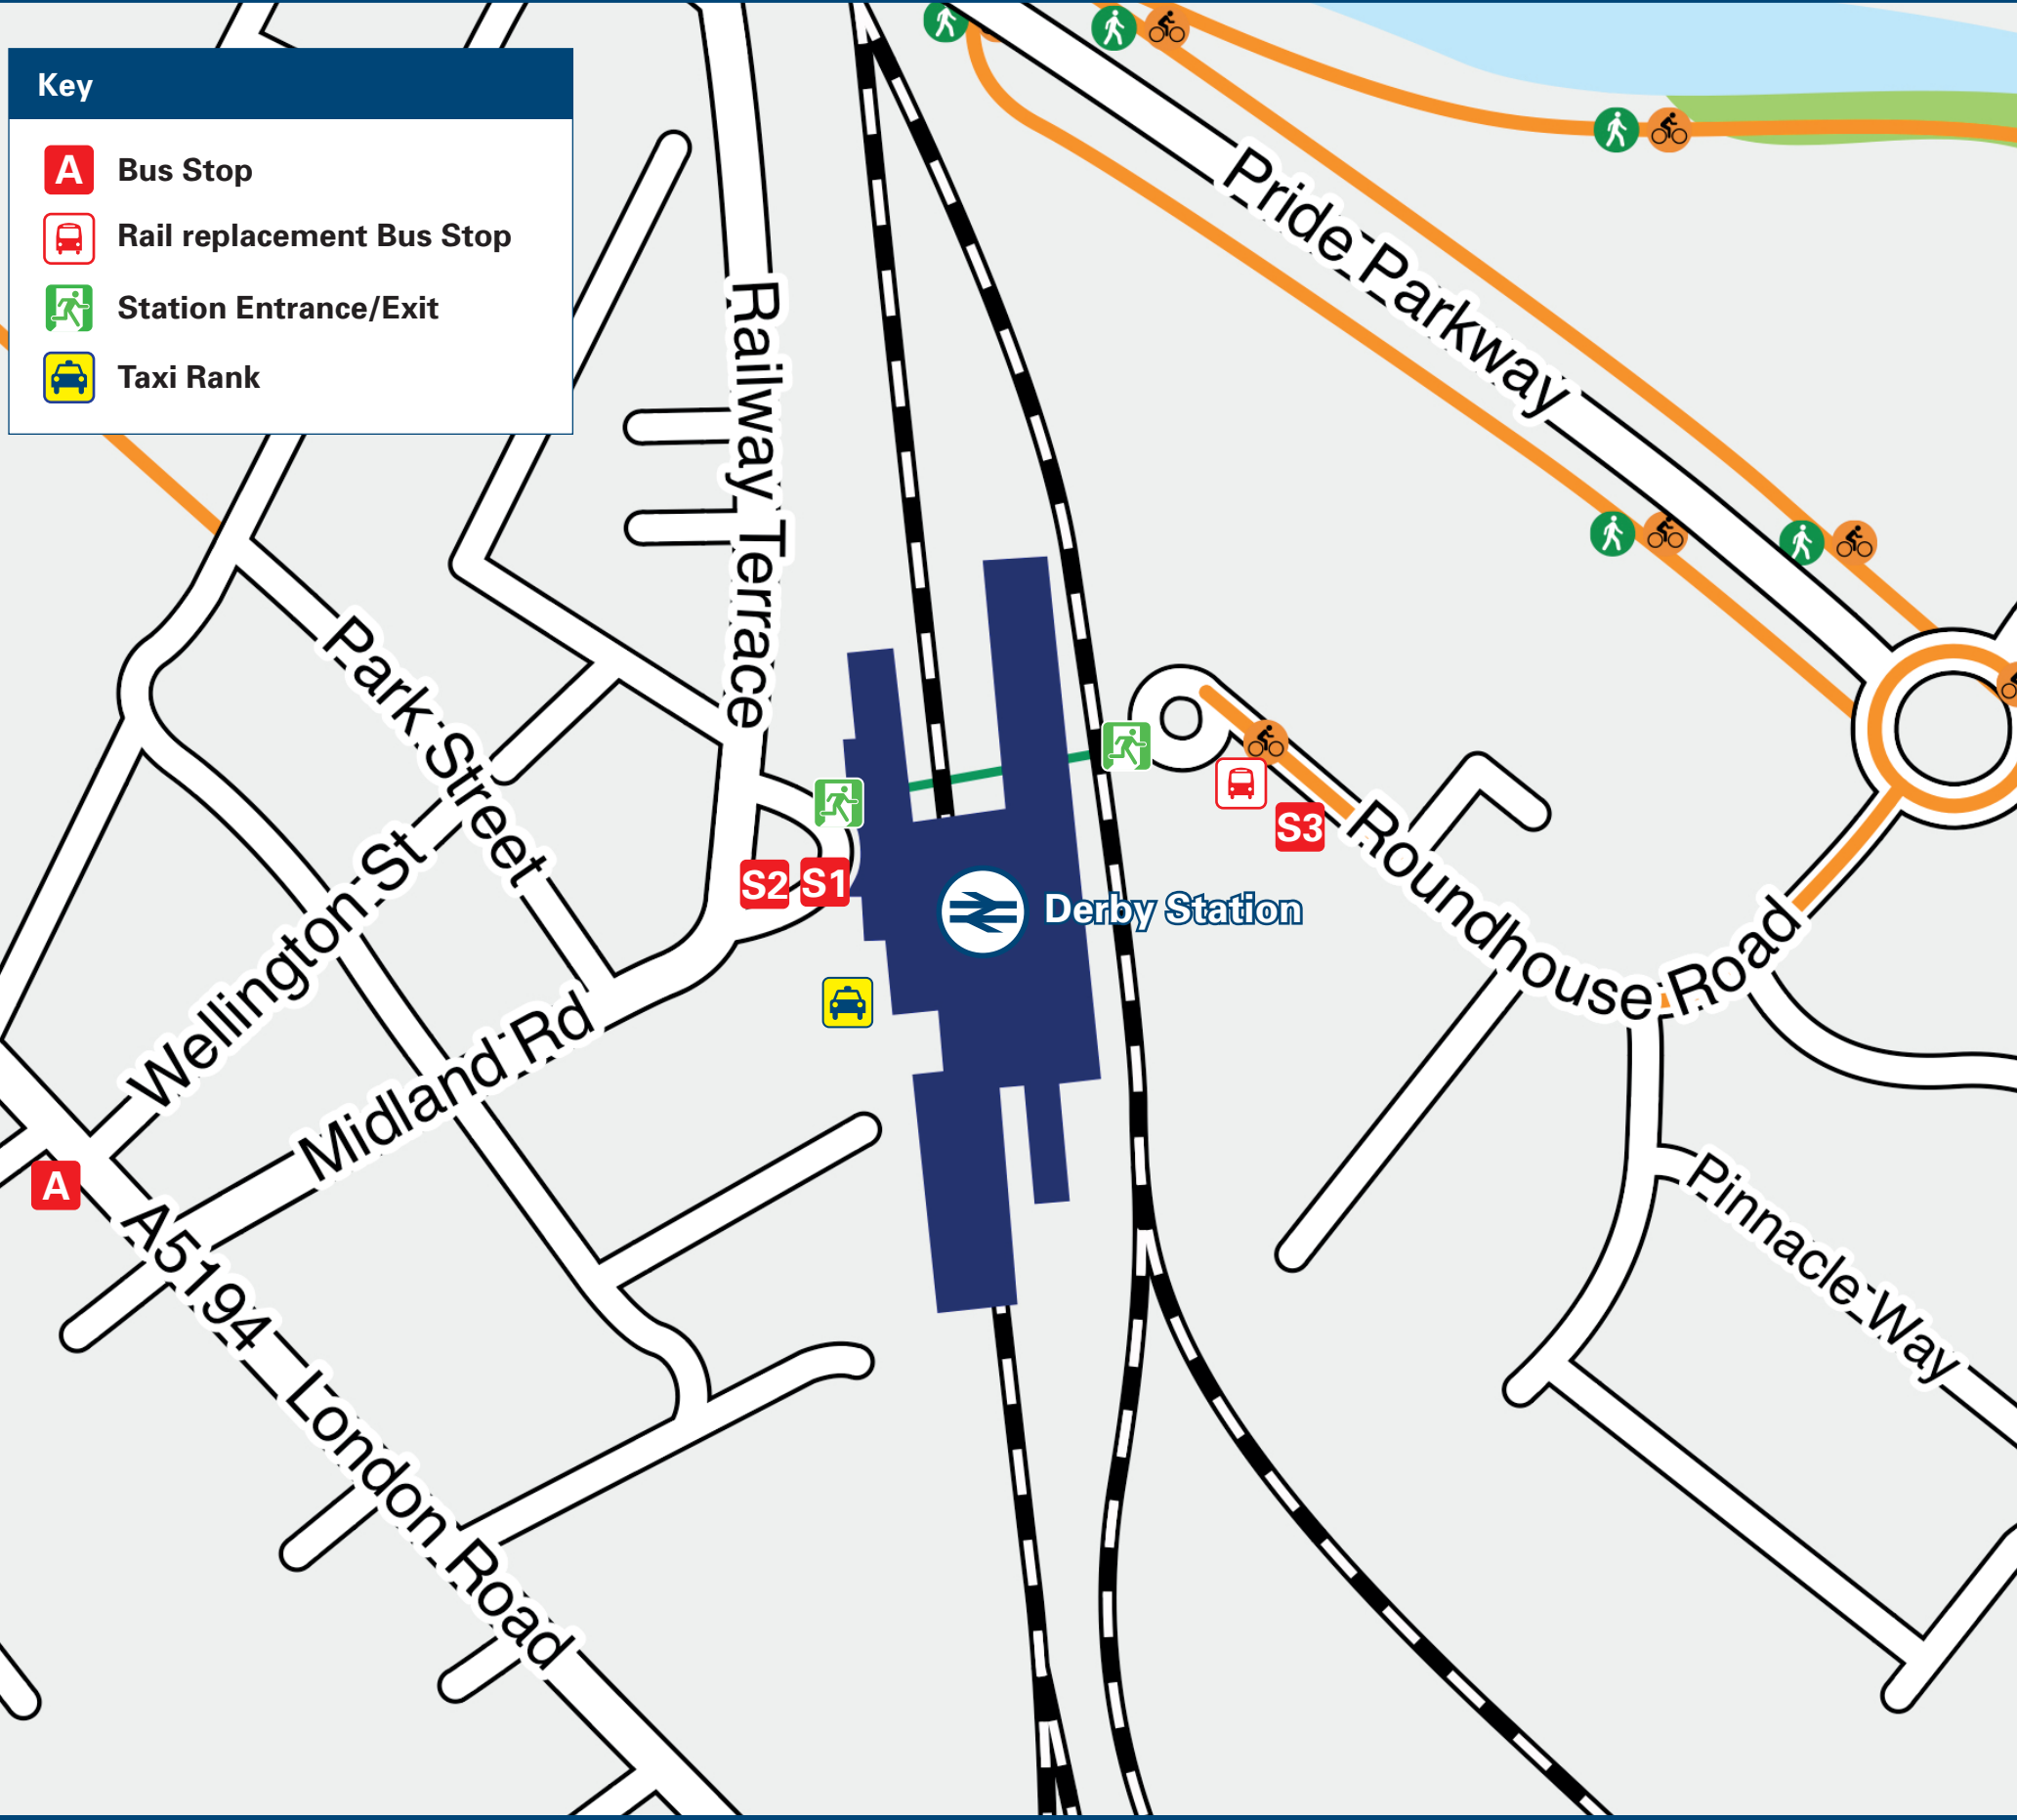 Key
A Bus Stop
Rail replacement Bus Stop
Station Entrance/Exit
Taxi Rank
Pride Parkway
Railway Terrace
Park Street
Wellington St
Midland Rd
S2
S1
S3
Derby Station
Roundhouse Road
Pinnacle Way
A
A5194 London Road